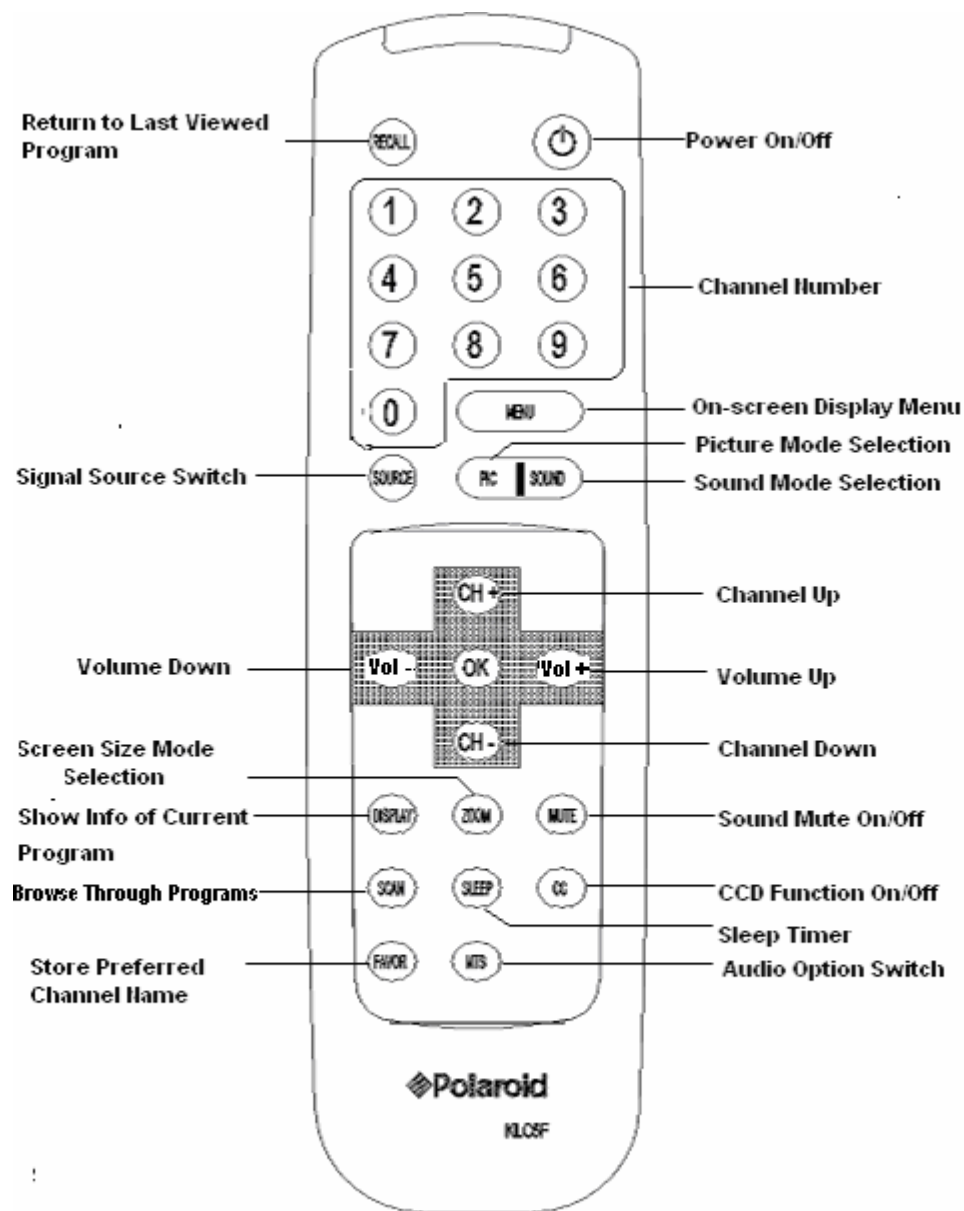 Return to Last Viewed
Program
RECALL
Power On/Off
1 2 3
4 5 6
Channel Number
7 8 9
0
MENU
On-screen Display Menu
Picture Mode Selection
Signal Source Switch
SOURCE
PIC
SOUND
Sound Mode Selection
CH +
Channel Up
Volume Down
Vol -
OK
Vol +
Volume Up
CH -
Channel Down
Screen Size Mode
Selection
Show Info of Current
Program
DISPLAY
ZOOM
MUTE
Sound Mute On/Off
Browse Through Programs
SCAN
SLEEP
CC
CCD Function On/Off
Sleep Timer
Store Preferred
Channel Name
FAVOR
MTS
Audio Option Switch
Polaroid